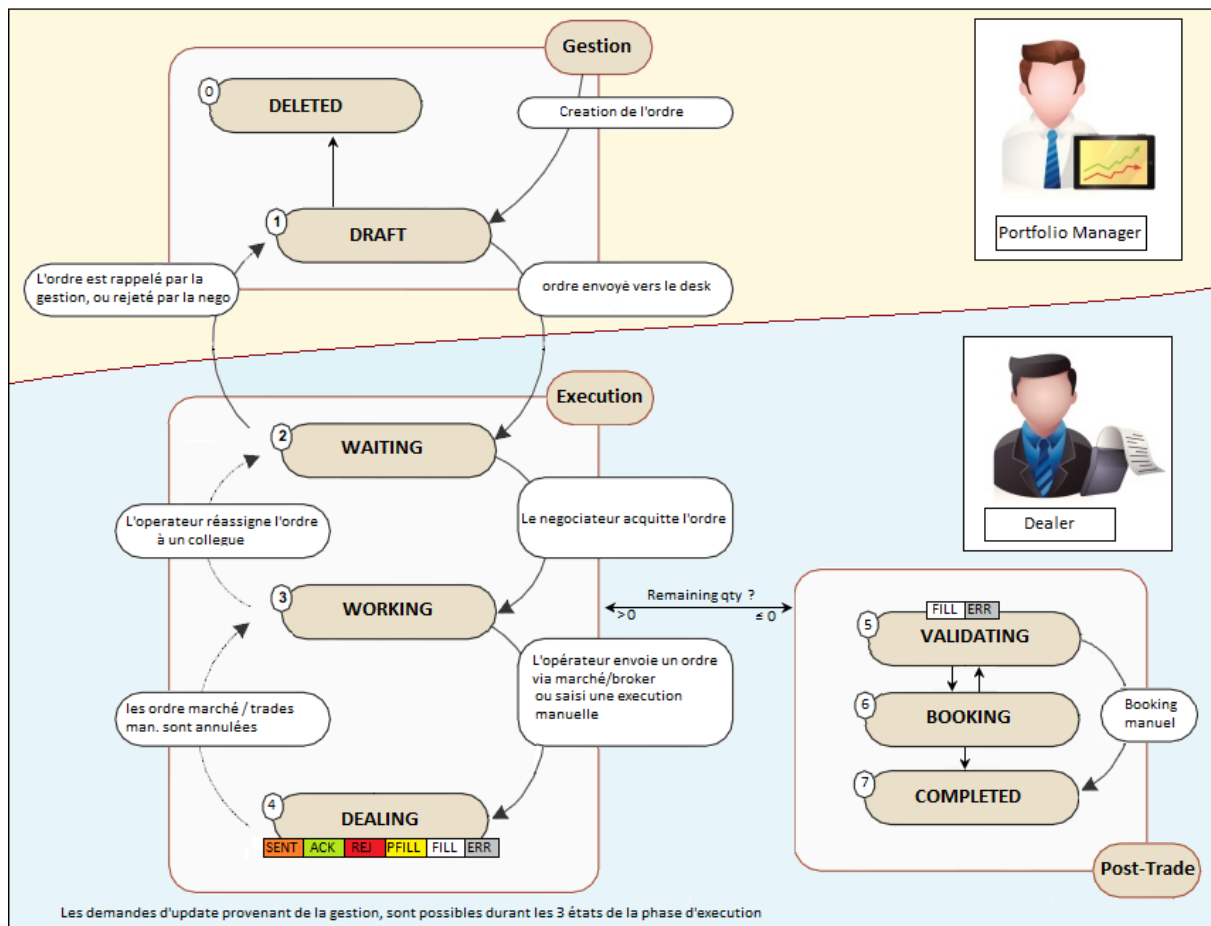 Gestion
0
DELETED
Creation de l'ordre
1
DRAFT
Portfolio Manager
L'ordre est rappelé par la
gestion, ou rejeté par la nego
ordre envoyé vers le desk
Execution
2
WAITING
L'operateur réassigne l'ordre
à un collegue
Le negociateur acquitte l'ordre
Dealer
3
WORKING
Remaining qty ?
>0
≤ 0
FILL
ERR
5
VALIDATING
L'opérateur envoie un ordre
via marché/broker
ou saisi une execution
manuelle
les ordre marché / trades
man. sont annulées
6
BOOKING
Booking
manuel
7
COMPLETED
4
DEALING
SENT
ACK
REJ
PFILL
FILL
ERR
Post-Trade
Les demandes d'update provenant de la gestion, sont possibles durant les 3 états de la phase d'execution